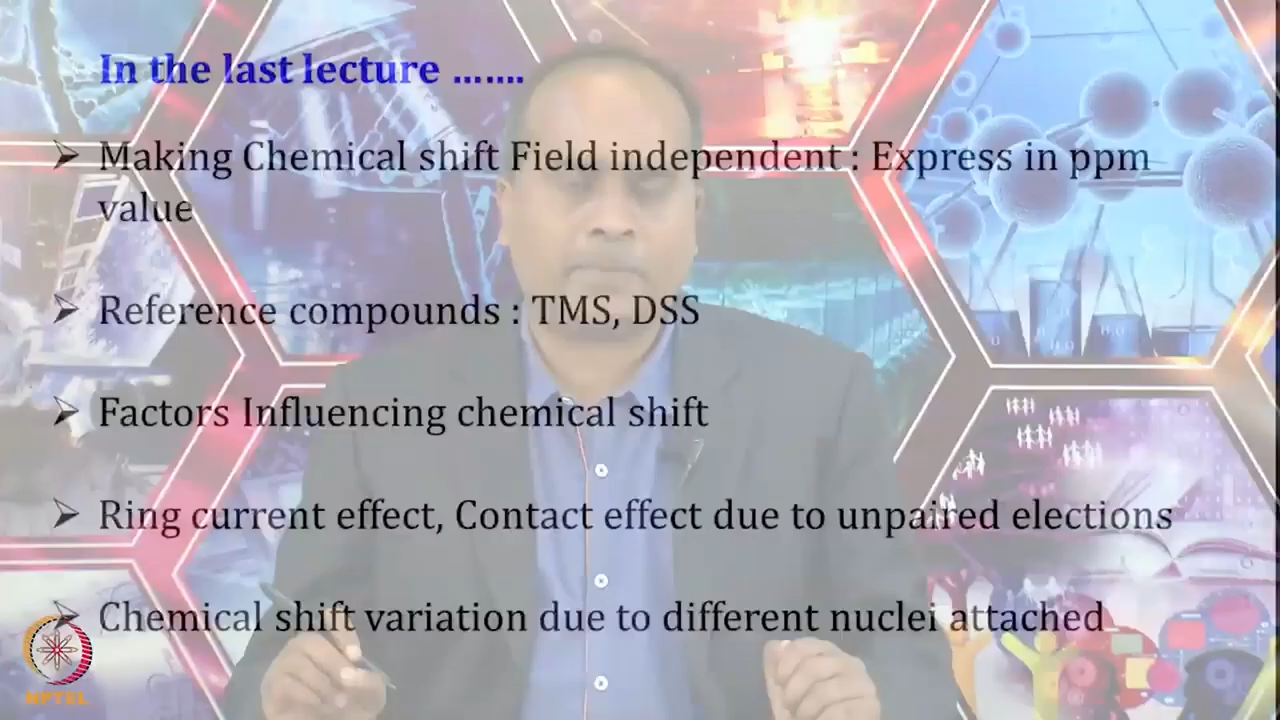 In the last lecture .......
➢ Making Chemical shift Field independent : Express in ppm
value
➢ Reference compounds : TMS, DSS
➢ Factors Influencing chemical shift
➢ Ring current effect, Contact effect due to unpaired elections
➢ Chemical shift variation due to different nuclei attached
NPTEL